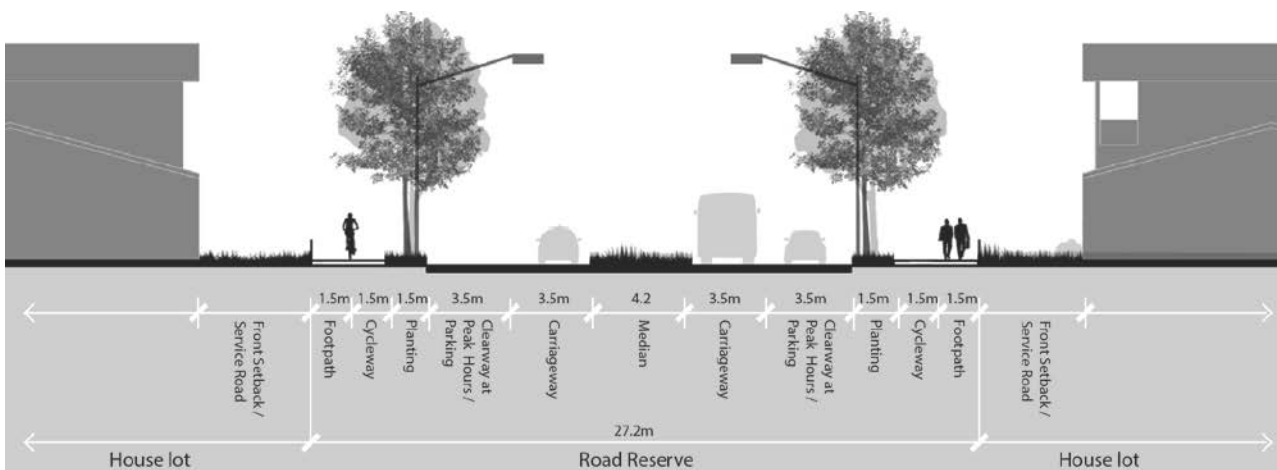 1.5m 1.5m 1.5m 3.5m 3.5m 4.2 3.5m 3.5m 1.5m 1.5m 1.5m
Front Setback /
Service Road
Footpath
Cycleway
Planting
Clearway at
Peak Hours /
Parking
Carriageway
Median
Carriageway
Clearway at
Peak Hours /
Parking
Planting
Cycleway
Footpath
Front Setback /
Service Road
27.2m
House lot
Road Reserve
House lot